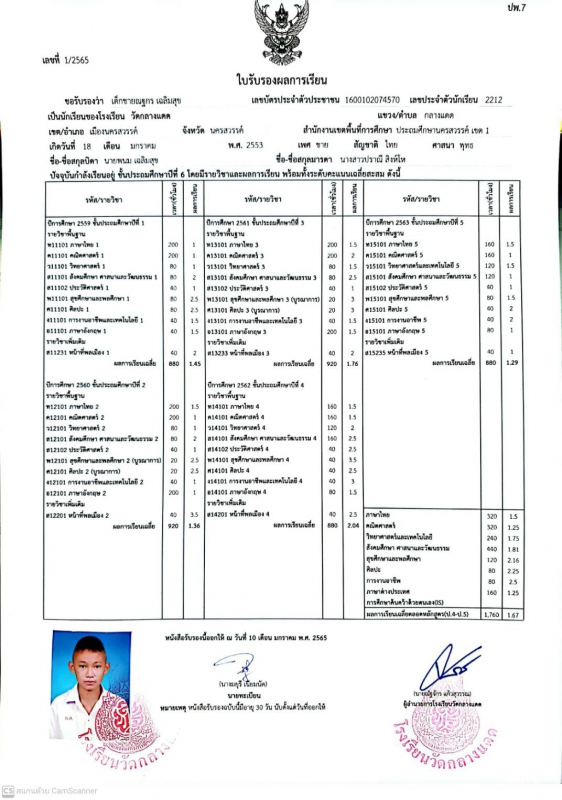 ปพ.7
เลขที่ 1/2565
ใบรับรองผลการเรียน
ขอรับรองว่า เด็กชายณฐกร เฉลิมสุข เลขบัตรประจำตัวประชาชน 1600102074570 เลขประจำตัวนักเรียน 2212
เป็นนักเรียนของโรงเรียน วัดกลางแดด แขวง/ตำบล กลางแดด
เขต/อำเภอ เมืองนครสวรรค์ จังหวัด นครสวรรค์ สำนักงานเขตพื้นที่การศึกษา ประถมศึกษานครสวรรค์ เขต 1
เกิดวันที่ 18 เดือน มกราคม พ.ศ. 2553 เพศ ชาย สัญชาติ ไทย ศาสนา พุทธ
ชื่อ-ชื่อสกุลบิดา นายพนม เฉลิมสุข ชื่อ-ชื่อสกุลมารดา นางสาวปราณี สิงห์โห
ปัจจุบันกำลังเรียนอยู่ ชั้นประถมศึกษาปีที่ 6 โดยมีรายวิชาและผลการเรียน พร้อมทั้งระดับคะแนนเฉลี่ยสะสม ดังนี้
รหัส/รายวิชา เวลา(ชั่วโมง) ผลการเรียน
ปีการศึกษา 2559 ชั้นประถมศึกษาปีที่ 1
รายวิชาพื้นฐาน
ท11101 ภาษาไทย 1 200 1
ค11101 คณิตศาสตร์ 1 200 1
ว11101 วิทยาศาสตร์ 1 80 1
ส11101 สังคมศึกษา ศาสนาและวัฒนธรรม 1 80 2
ส11102 ประวัติศาสตร์ 1 40 1
พ11101 สุขศึกษาและพลศึกษา 1 80 2.5
ศ11101 ศิลปะ 1 80 2.5
ง11101 การงานอาชีพและเทคโนโลยี 1 40 1.5
อ11101 ภาษาอังกฤษ 1 40 1.5
รายวิชาเพิ่มเติม
ส11231 หน้าที่พลเมือง 1 40 2
ผลการเรียนเฉลี่ย 880 1.45
ปีการศึกษา 2560 ชั้นประถมศึกษาปีที่ 2
รายวิชาพื้นฐาน
ท12101 ภาษาไทย 2 200 1.5
ค12101 คณิตศาสตร์ 2 200 1
ว12101 วิทยาศาสตร์ 2 80 1
ส12101 สังคมศึกษา ศาสนาและวัฒนธรรม 2 80 2
ส12102 ประวัติศาสตร์ 2 40 1
พ12101 สุขศึกษาและพลศึกษา 2 (บูรณาการ) 20 2.5
ศ12101 ศิลปะ 2 (บูรณาการ) 20 2.5
ง12101 การงานอาชีพและเทคโนโลยี 2 40 1
อ12101 ภาษาอังกฤษ 2 200 1
รายวิชาเพิ่มเติม
ส12201 หน้าที่พลเมือง 2 40 3.5
ผลการเรียนเฉลี่ย 920 1.36
รหัส/รายวิชา เวลา(ชั่วโมง) ผลการเรียน
ปีการศึกษา 2561 ชั้นประถมศึกษาปีที่ 3
รายวิชาพื้นฐาน
ท13101 ภาษาไทย 3 200 1.5
ค13101 คณิตศาสตร์ 3 200 2
ว13101 วิทยาศาสตร์ 3 80 1
ส13101 สังคมศึกษา ศาสนาและวัฒนธรรม 3 80 2.5
ส13102 ประวัติศาสตร์ 3 40 1
พ13101 สุขศึกษาและพลศึกษา 3 (บูรณาการ) 20 3
ศ13101 ศิลปะ 3 (บูรณาการ) 20 3
ง13101 การงานอาชีพและเทคโนโลยี 3 40 1.5
อ13101 ภาษาอังกฤษ 3 200 1.5
รายวิชาเพิ่มเติม
ส13201 หน้าที่พลเมือง 3 40 3
ผลการเรียนเฉลี่ย 920 1.76
ปีการศึกษา 2562 ชั้นประถมศึกษาปีที่ 4
รายวิชาพื้นฐาน
ท14101 ภาษาไทย 4 160 1.5
ค14101 คณิตศาสตร์ 4 160 1.5
ว14101 วิทยาศาสตร์ 4 120 2
ส14101 สังคมศึกษา ศาสนาและวัฒนธรรม 4 160 2.5
ส14102 ประวัติศาสตร์ 4 40 2.5
พ14101 สุขศึกษาและพลศึกษา 4 40 3.5
ศ14101 ศิลปะ 4 40 2.5
ง14101 การงานอาชีพและเทคโนโลยี 4 40 3
อ14101 ภาษาอังกฤษ 4 80 1.5
รายวิชาเพิ่มเติม
ส14201 หน้าที่พลเมือง 4 40 2.5
ผลการเรียนเฉลี่ย 880 2.04
รหัส/รายวิชา เวลา(ชั่วโมง) ผลการเรียน
ปีการศึกษา 2563 ชั้นประถมศึกษาปีที่ 5
รายวิชาพื้นฐาน
ท15101 ภาษาไทย 5 160 1.5
ค15101 คณิตศาสตร์ 5 160 1
ว15101 วิทยาศาสตร์และเทคโนโลยี 5 120 1.5
ส15101 สังคมศึกษา ศาสนาและวัฒนธรรม 5 120 1
ส15102 ประวัติศาสตร์ 5 40 1
พ15101 สุขศึกษาและพลศึกษา 5 80 1.5
ศ15101 ศิลปะ 5 40 2
ง15101 การงานอาชีพ 5 40 2
อ15101 ภาษาอังกฤษ 5 80 1
รายวิชาเพิ่มเติม
ส15235 หน้าที่พลเมือง 5 40 1
ผลการเรียนเฉลี่ย 880 1.29
ภาษาไทย 320 1.5
คณิตศาสตร์ 320 1.25
วิทยาศาสตร์และเทคโนโลยี 240 1.75
สังคมศึกษา ศาสนาและวัฒนธรรม 440 1.81
สุขศึกษาและพลศึกษา 120 2.16
ศิลปะ 80 2.25
การงานอาชีพ 80 2.5
ภาษาต่างประเทศ 160 1.25
การศึกษาค้นคว้าด้วยตนเอง(IS)
ผลการเรียนเฉลี่ยตลอดหลักสูตร(ป.4-ป.5) 1,760 1.67
หนังสือรับรองนี้ออกให้ ณ วันที่ 10 เดือน มกราคม พ.ศ. 2565
นายทะเบียน
ผู้อำนวยการโรงเรียนวัดกลางแดด
หมายเหตุ หนังสือรับรองฉบับนี้มีอายุ 30 วัน นับตั้งแต่วันที่ออกให้
โรงเรียนวัดกลางแดด
โรงเรียนวัดกลางแดด
CS สแกนด้วย CamScanner